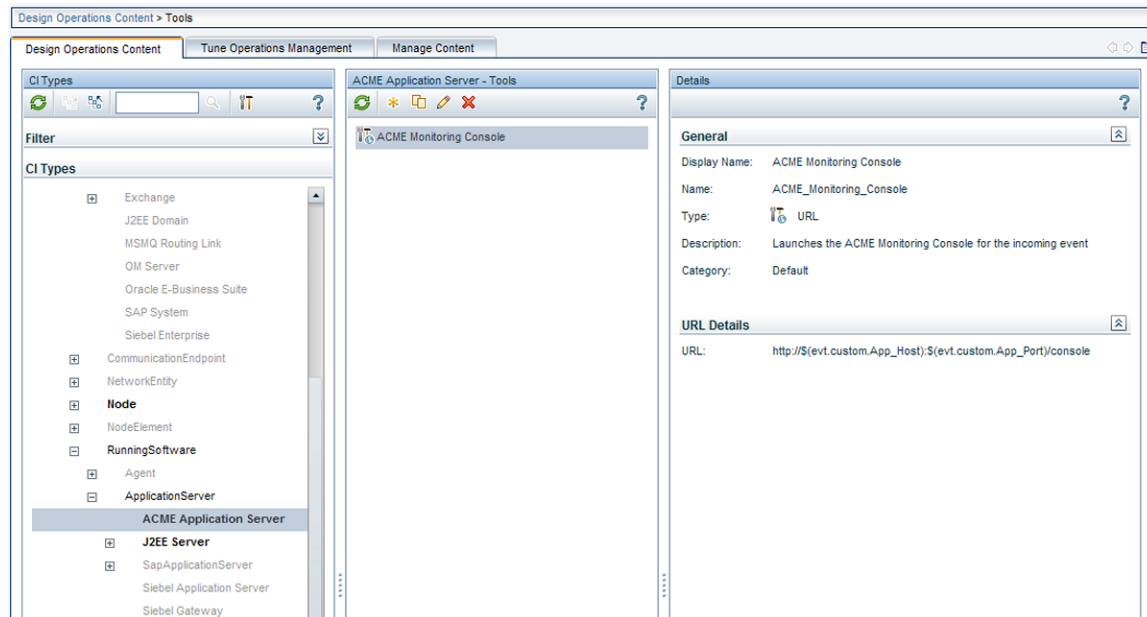 Design Operations Content > Tools
Design Operations Content
Tune Operations Management
Manage Content
CI Types
?
Filter
CI Types
Exchange
J2EE Domain
MSMQ Routing Link
OM Server
Oracle E-Business Suite
SAP System
Siebel Enterprise
CommunicationEndpoint
NetworkEntity
Node
NodeElement
RunningSoftware
Agent
ApplicationServer
ACME Application Server
J2EE Server
SapApplicationServer
Siebel Application Server
Siebel Gateway
ACME Application Server - Tools
?
ACME Monitoring Console
Details
?
General
Display Name: ACME Monitoring Console
Name: ACME_Monitoring_Console
Type: URL
Description: Launches the ACME Monitoring Console for the incoming event
Category: Default
URL Details
URL: http://$(evt.custom.App_Host):$(evt.custom.App_Port)/console